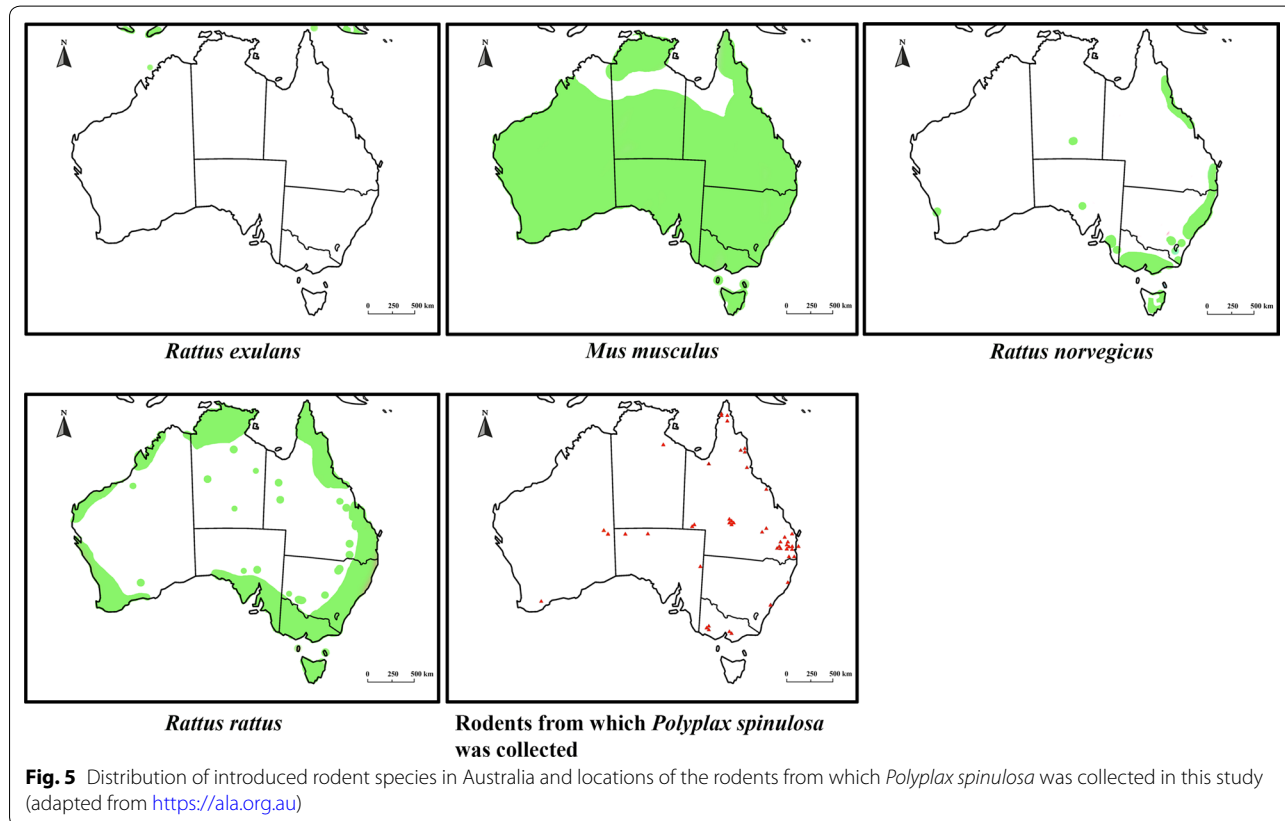 N
N
N
0 250 500 km
0 250 500 km
0 250 500 km
Rattus exulans
Mus musculus
Rattus norvegicus
N
N
0 250 500 km
0 250 500 km
Rattus rattus
Rodents from which Polyplax spinulosa
was collected
Fig. 5 Distribution of introduced rodent species in Australia and locations of the rodents from which Polyplax spinulosa was collected in this study
(adapted from https://ala.org.au)